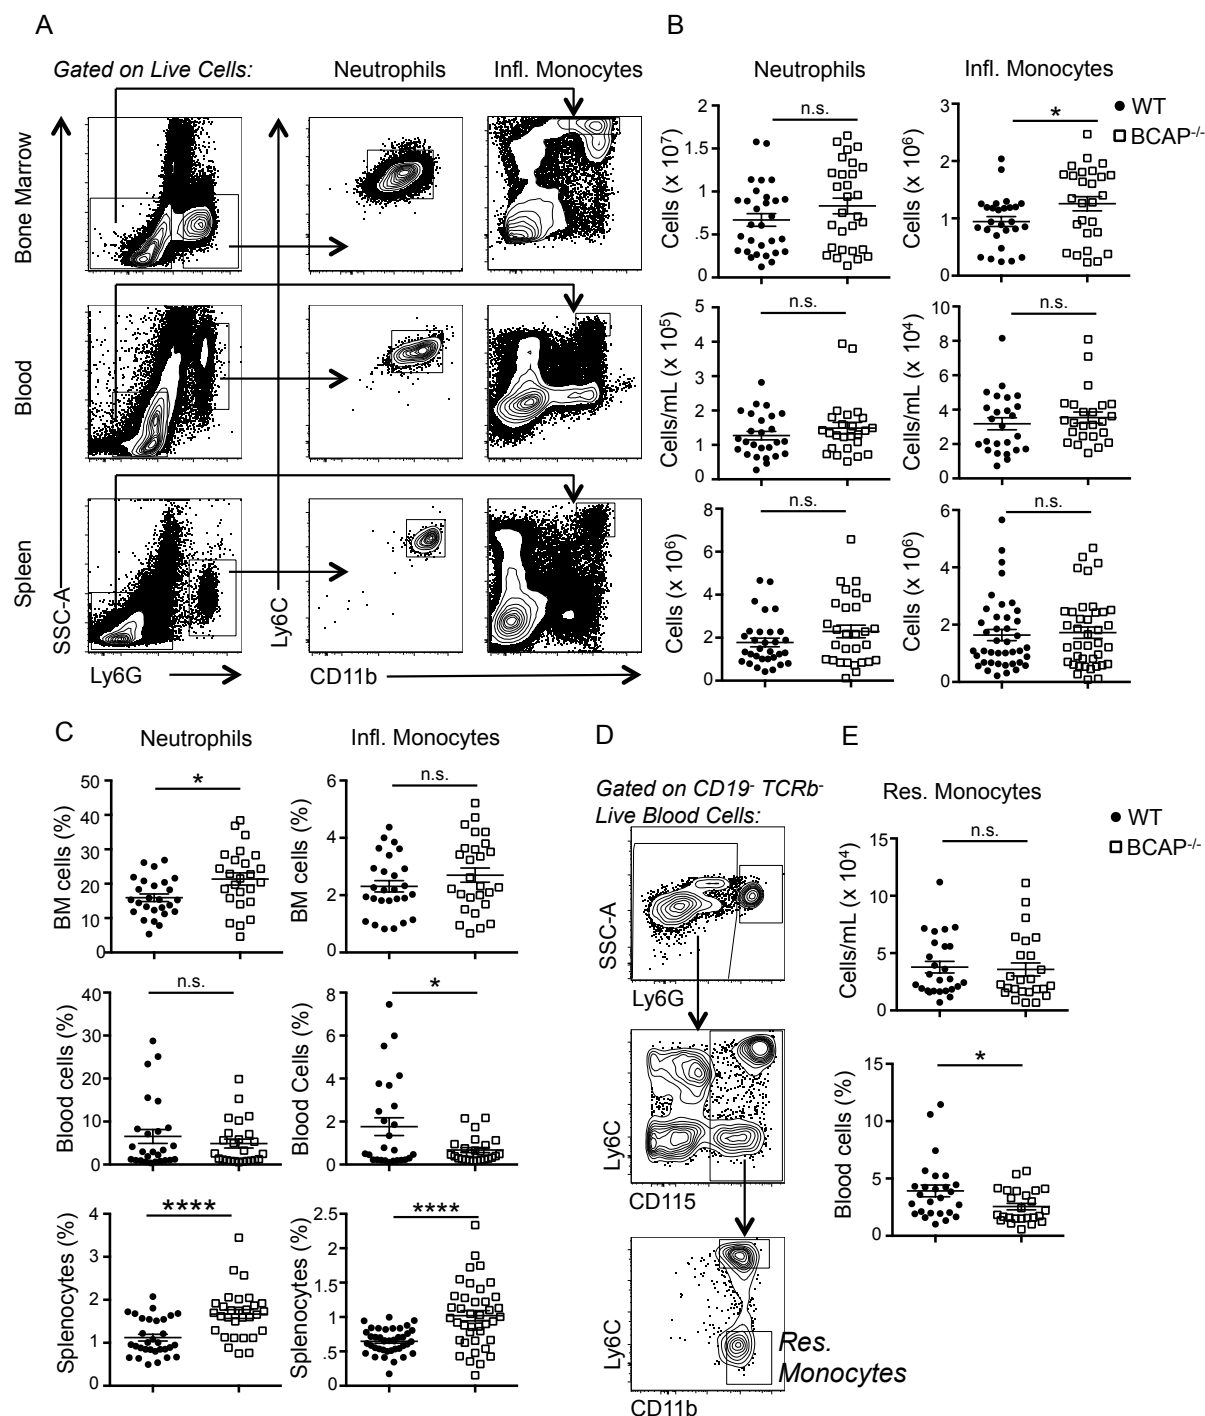 A
Gated on Live Cells:
Neutrophils
Infl. Monocytes
Bone Marrow
Blood
Spleen
SSC-A
Ly6C
Ly6G
CD11b
B
Neutrophils
Infl. Monocytes
WT
BCAP-/-
Cells (x 10⁷)
2
1.5
1
.5
0
n.s.
Cells (x 10⁶)
3
2
1
0
*
Cells/mL (x 10⁵)
5
4
3
2
1
0
n.s.
Cells/mL (x 10⁴)
10
8
6
4
2
0
n.s.
Cells (x 10⁶)
8
6
4
2
0
n.s.
Cells (x 10⁶)
6
4
2
0
n.s.
C
Neutrophils
Infl. Monocytes
BM cells (%)
50
40
30
20
10
0
*
BM cells (%)
6
4
2
0
n.s.
Blood cells (%)
40
30
20
10
0
n.s.
Blood Cells (%)
8
6
4
2
0
*
Splenocytes (%)
4
3
2
1
0
****
Splenocytes (%)
2.5
2
1.5
1
.5
0
****
D
Gated on CD19- TCRb-
Live Blood Cells:
SSC-A
Ly6G
Ly6C
CD115
Ly6C
CD11b
Res.
Monocytes
E
Res. Monocytes
WT
BCAP-/-
Cells/mL (x 10⁴)
15
10
5
0
n.s.
Blood cells (%)
15
10
5
0
*